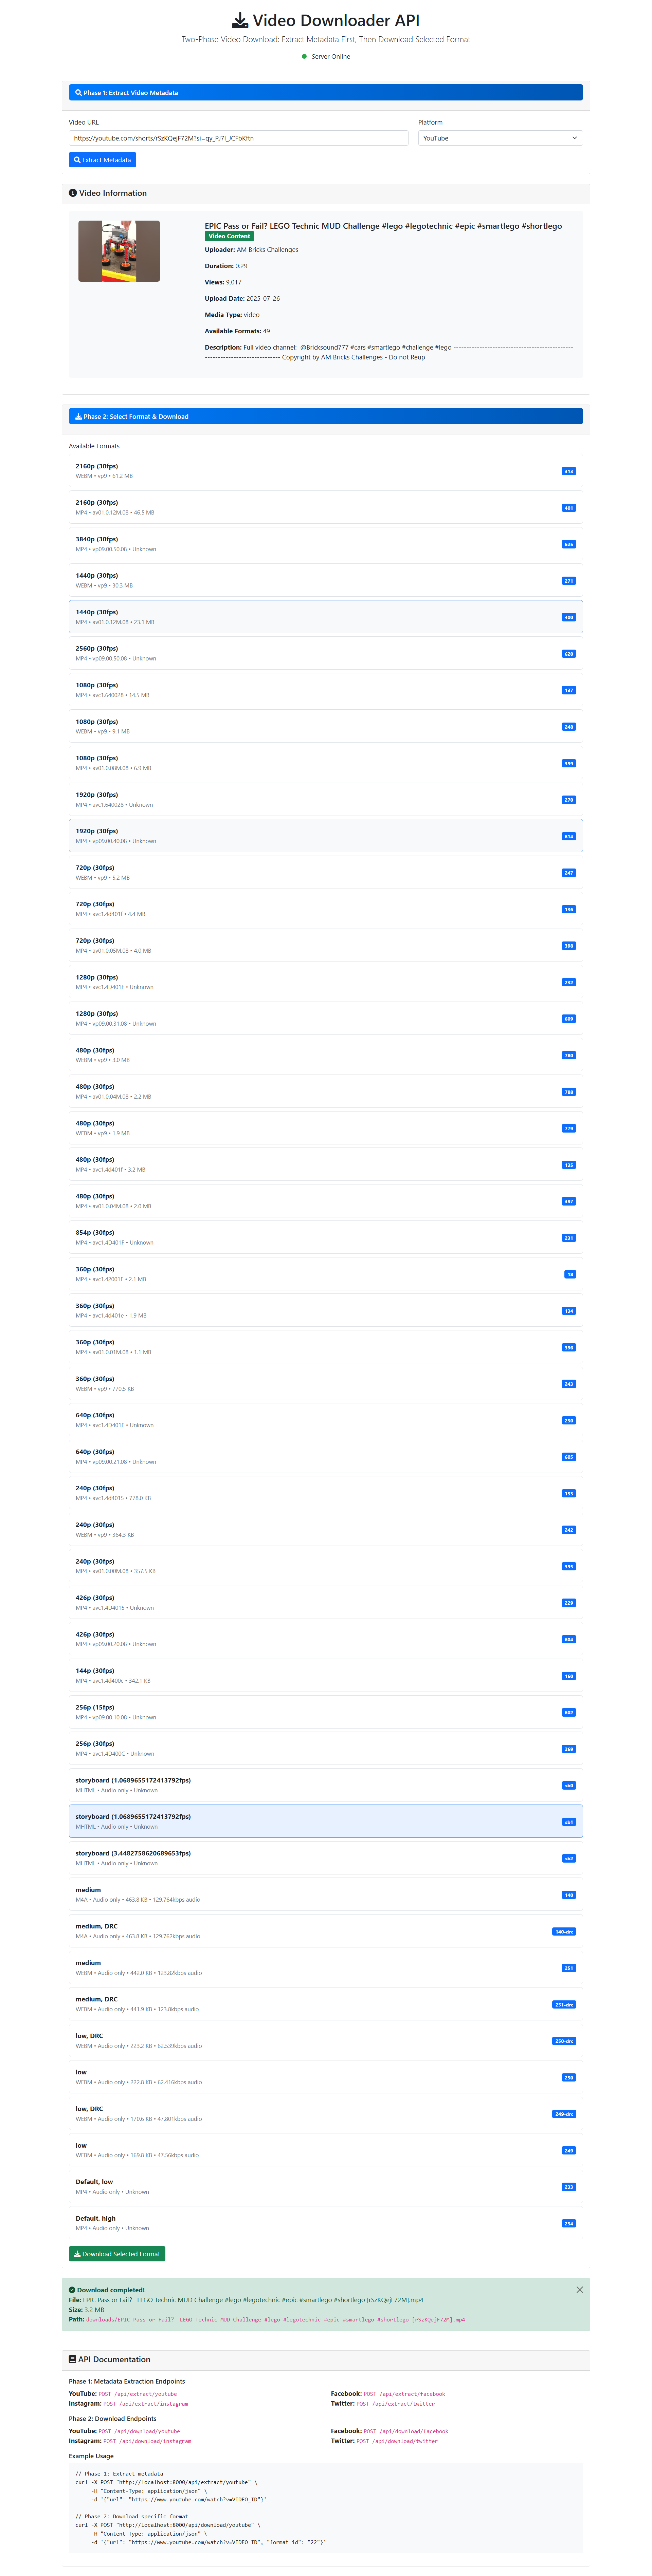 Video Downloader API
Two-Phase Video Download: Extract Metadata First, Then Download Selected Format
Server Online
Phase 1: Extract Video Metadata
Video URL
Platform
https://youtube.com/shorts/rSzKQejF72M?si=qy_PJ7I_JCFbKftn
YouTube
Extract Metadata
Video Information
EPIC Pass or Fail? LEGO Technic MUD Challenge #lego #legotechnic #epic #smartlego #shortlego
Video Content
Uploader: AM Bricks Challenges
Duration: 0:29
Views: 9,017
Upload Date: 2025-07-26
Media Type: video
Available Formats: 49
Description: Full video channel: @Bricksound777 #cars #smartlego #challenge #lego ---------------------------------------------
---------------------------- Copyright by AM Bricks Challenges - Do not Reup
Phase 2: Select Format & Download
Available Formats
2160p (30fps)
313
WEBM • vp9 • 61.2 MB
2160p (30fps)
401
MP4 • av01.0.12M.08 • 46.5 MB
3840p (30fps)
625
MP4 • vp09.00.50.08 • Unknown
1440p (30fps)
271
WEBM • vp9 • 30.3 MB
1440p (30fps)
400
MP4 • av01.0.12M.08 • 23.1 MB
2560p (30fps)
620
MP4 • vp09.00.50.08 • Unknown
1080p (30fps)
137
MP4 • avc1.640028 • 14.5 MB
1080p (30fps)
248
WEBM • vp9 • 9.1 MB
1080p (30fps)
399
MP4 • av01.0.08M.08 • 6.9 MB
1920p (30fps)
270
MP4 • avc1.640028 • Unknown
1920p (30fps)
614
MP4 • vp09.00.40.08 • Unknown
720p (30fps)
247
WEBM • vp9 • 5.2 MB
720p (30fps)
136
MP4 • avc1.4d401f • 4.4 MB
720p (30fps)
398
MP4 • av01.0.05M.08 • 4.0 MB
1280p (30fps)
232
MP4 • avc1.4D401F • Unknown
1280p (30fps)
609
MP4 • vp09.00.31.08 • Unknown
480p (30fps)
780
WEBM • vp9 • 3.0 MB
480p (30fps)
788
MP4 • av01.0.04M.08 • 2.2 MB
480p (30fps)
779
WEBM • vp9 • 1.9 MB
480p (30fps)
135
MP4 • avc1.4d401f • 3.2 MB
480p (30fps)
397
MP4 • av01.0.04M.08 • 2.0 MB
854p (30fps)
231
MP4 • avc1.4D401F • Unknown
360p (30fps)
18
MP4 • avc1.42001E • 2.1 MB
360p (30fps)
134
MP4 • avc1.4d401e • 1.9 MB
360p (30fps)
396
MP4 • av01.0.01M.08 • 1.1 MB
360p (30fps)
243
WEBM • vp9 • 770.5 KB
640p (30fps)
230
MP4 • avc1.4D401E • Unknown
640p (30fps)
605
MP4 • vp09.00.21.08 • Unknown
240p (30fps)
133
MP4 • avc1.4d4015 • 778.0 KB
240p (30fps)
242
WEBM • vp9 • 364.3 KB
240p (30fps)
395
MP4 • av01.0.00M.08 • 357.5 KB
426p (30fps)
229
MP4 • avc1.4D4015 • Unknown
426p (30fps)
604
MP4 • vp09.00.20.08 • Unknown
144p (30fps)
160
MP4 • avc1.4d400c • 342.1 KB
256p (15fps)
602
MP4 • vp09.00.10.08 • Unknown
256p (30fps)
269
MP4 • avc1.4D400C • Unknown
storyboard (1.0689655172413792fps)
sb0
MHTML • Audio only • Unknown
storyboard (1.0689655172413792fps)
sb1
MHTML • Audio only • Unknown
storyboard (3.4482758620689653fps)
sb2
MHTML • Audio only • Unknown
medium
140
M4A • Audio only • 463.8 KB • 129.764kbps audio
medium, DRC
140-drc
M4A • Audio only • 463.8 KB • 129.762kbps audio
medium
251
WEBM • Audio only • 442.0 KB • 123.82kbps audio
medium, DRC
251-drc
WEBM • Audio only • 441.9 KB • 123.8kbps audio
low, DRC
250-drc
WEBM • Audio only • 223.2 KB • 62.539kbps audio
low
250
WEBM • Audio only • 222.8 KB • 62.416kbps audio
low, DRC
249-drc
WEBM • Audio only • 170.6 KB • 47.801kbps audio
low
249
WEBM • Audio only • 169.8 KB • 47.56kbps audio
Default, low
233
MP4 • Audio only • Unknown
Default, high
234
MP4 • Audio only • Unknown
Download Selected Format
Download completed!
File: EPIC Pass or Fail？ LEGO Technic MUD Challenge #lego #legotechnic #epic #smartlego #shortlego [rSzKQejF72M].mp4
Size: 3.2 MB
Path: downloads/EPIC Pass or Fail？ LEGO Technic MUD Challenge #lego #legotechnic #epic #smartlego #shortlego [rSzKQejF72M].mp4
API Documentation
Phase 1: Metadata Extraction Endpoints
YouTube: POST /api/extract/youtube
Facebook: POST /api/extract/facebook
Instagram: POST /api/extract/instagram
Twitter: POST /api/extract/twitter
Phase 2: Download Endpoints
YouTube: POST /api/download/youtube
Facebook: POST /api/download/facebook
Instagram: POST /api/download/instagram
Twitter: POST /api/download/twitter
Example Usage
// Phase 1: Extract metadata
curl -X POST "http://localhost:8000/api/extract/youtube" \
-H "Content-Type: application/json" \
-d '{"url": "https://www.youtube.com/watch?v=VIDEO_ID"}'
// Phase 2: Download specific format
curl -X POST "http://localhost:8000/api/download/youtube" \
-H "Content-Type: application/json" \
-d '{"url": "https://www.youtube.com/watch?v=VIDEO_ID", "format_id": "22"}'